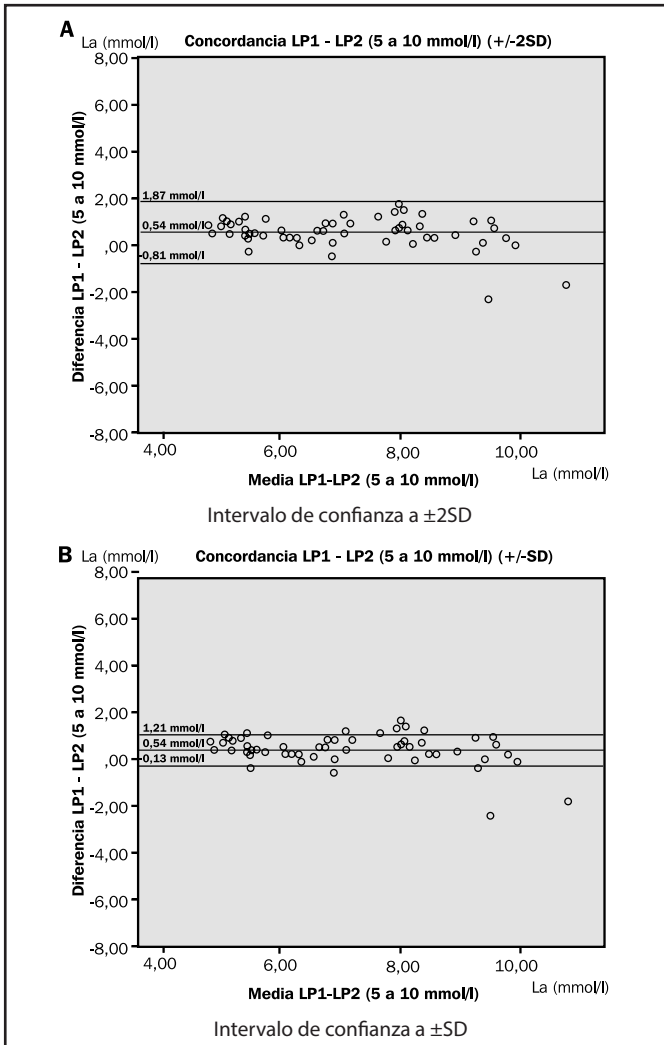 A La (mmol/l) Concordancia LP1 - LP2 (5 a 10 mmol/l) (+/-2SD)
8,00
6,00
4,00
2,00
,00
-2,00
-4,00
-6,00
-8,00
Diferencia LP1 - LP2 (5 a 10 mmol/l)
1,87 mmol/l
0,54 mmol/l
-0,81 mmol/l
4,00 6,00 8,00 10,00
Media LP1-LP2 (5 a 10 mmol/l) La (mmol/l)
Intervalo de confianza a ±2SD
B La (mmol/l) Concordancia LP1 - LP2 (5 a 10 mmol/l) (+/-SD)
8,00
6,00
4,00
2,00
,00
-2,00
-4,00
-6,00
-8,00
Diferencia LP1 - LP2 (5 a 10 mmol/l)
1,21 mmol/l
0,54 mmol/l
-0,13 mmol/l
4,00 6,00 8,00 10,00
Media LP1-LP2 (5 a 10 mmol/l) La (mmol/l)
Intervalo de confianza a ±SD